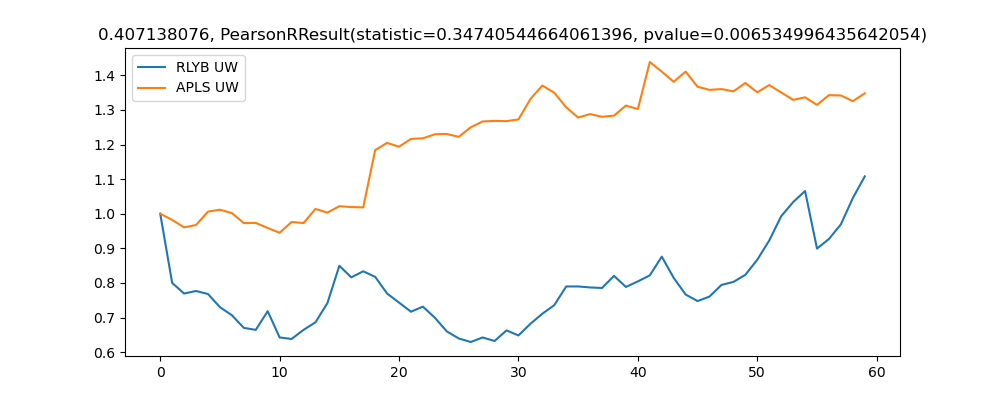 0.407138076, PearsonRResult(statistic=0.34740544664061396, pvalue=0.006534996435642054)
RLYB UW
APLS UW
1.4
1.3
1.2
1.1
1.0
0.9
0.8
0.7
0.6
0 10 20 30 40 50 60